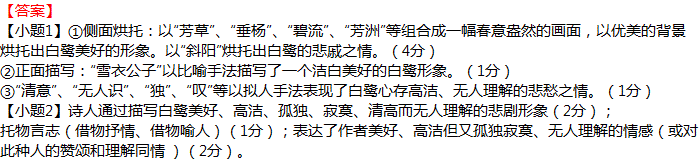 【答案】
【小题1】①侧面烘托：以“芳草”、“垂杨”、“碧流”、“芳洲”等组合成一幅春意盎然的画面，以优美的背景
烘托出白鹭美好的形象。以“斜阳”烘托出白鹭的悲戚之情。（4分）
②正面描写：“雪衣公子”以比喻手法描写了一个洁白美好的白鹭形象。（1分）
③“清意”、“无人识”、“独”、“叹”等以拟人手法表现了白鹭心存高洁、无人理解的悲愁之情。（1分）
【小题2】诗人通过描写白鹭美好、高洁、孤独、寂寞、清高而无人理解的悲剧形象（2分）；
托物言志（借物抒情、借物喻人）（1分）；表达了作者美好、高洁但又孤独寂寞、无人理解的情感（或对
此种人的赞颂和理解同情 ）（2分）。